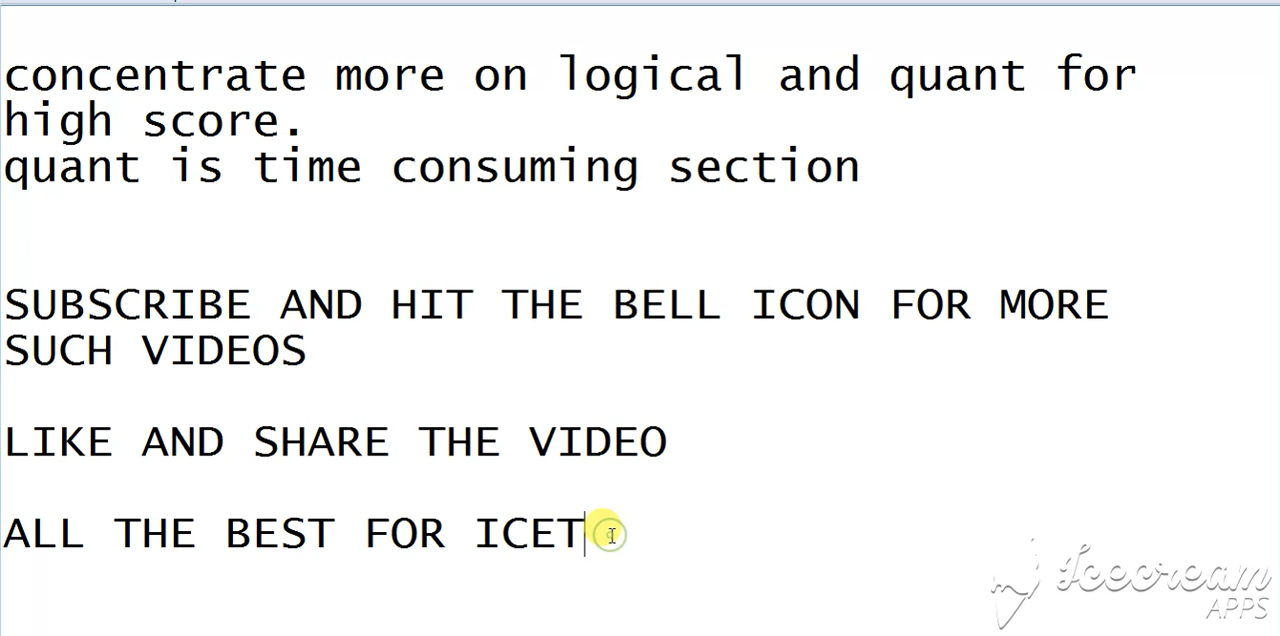 concentrate more on logical and quant for
high score.
quant is time consuming section
SUBSCRIBE AND HIT THE BELL ICON FOR MORE
SUCH VIDEOS
LIKE AND SHARE THE VIDEO
ALL THE BEST FOR ICET
Icecream
APPS